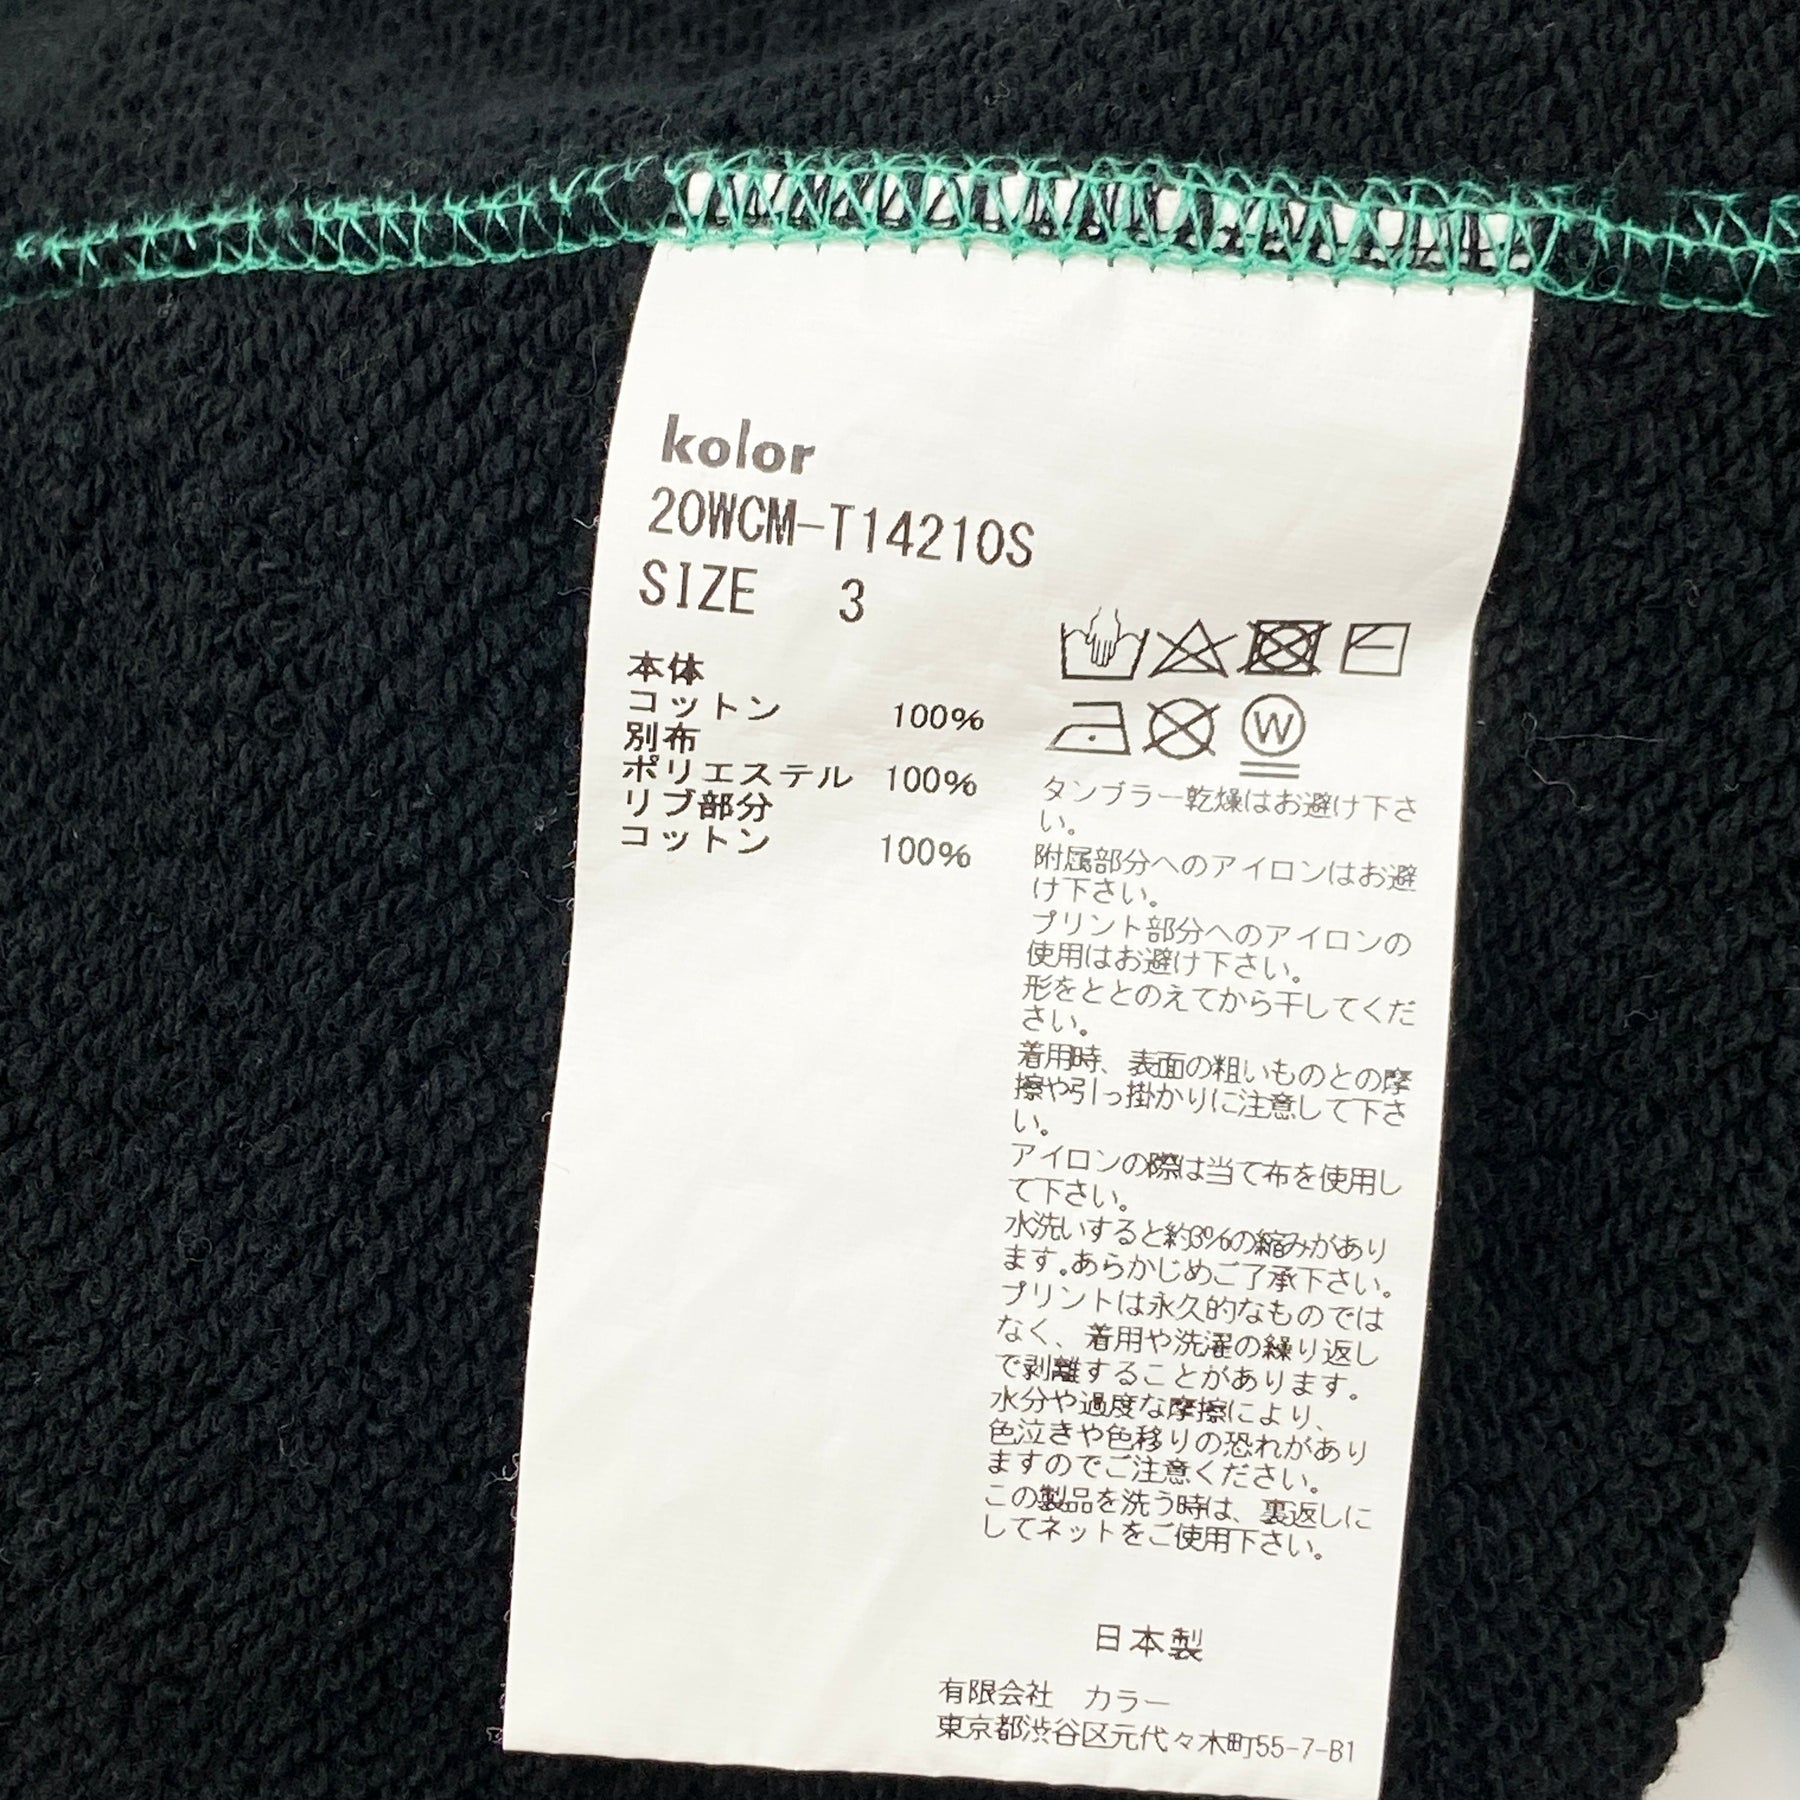 kolor
20WCM-T14210S
SIZE 3
本体
コットン 100%
別布
ポリエステル 100%
リブ部分
コットン 100%
W
タンブラー乾燥はお避け下さ
い。
附属部分へのアイロンはお避
け下さい。
プリント部分へのアイロンの
使用はお避け下さい。
形をととのえてから干してくだ
さい。
着用時、表面の粗いものとの摩
擦や引っ掛かりに注意して下さ
い。
アイロンの際は当て布を使用し
て下さい。
水洗いすると約3%の縮みがあり
ます。あらかじめご了承下さい。
プリントは永久的なものでは
なく、着用や洗濯の繰り返し
で剥離することがあります。
水分や過度な摩擦により、
色泣きや色移りの恐れがあり
ますのでご注意ください。
この製品を洗う時は、裏返しに
してネットをご使用下さい。
日本製
有限会社 カラー
東京都渋谷区元代々木町55-7-B1